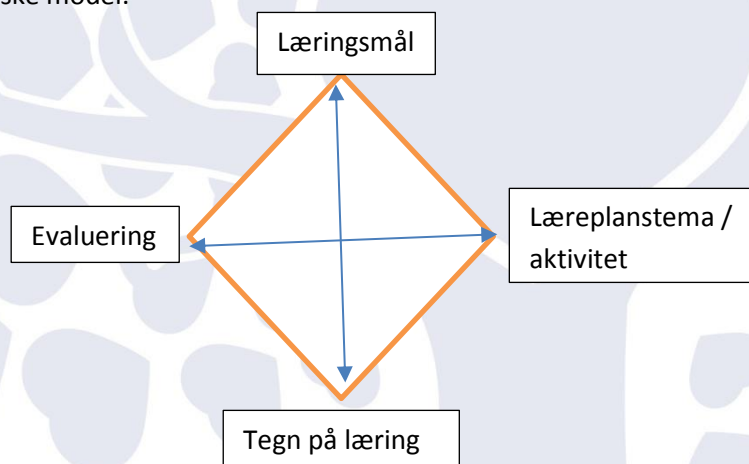 ske model:
Læringsmål
Evaluering
Læreplanstema /
aktivitet
Tegn på læring